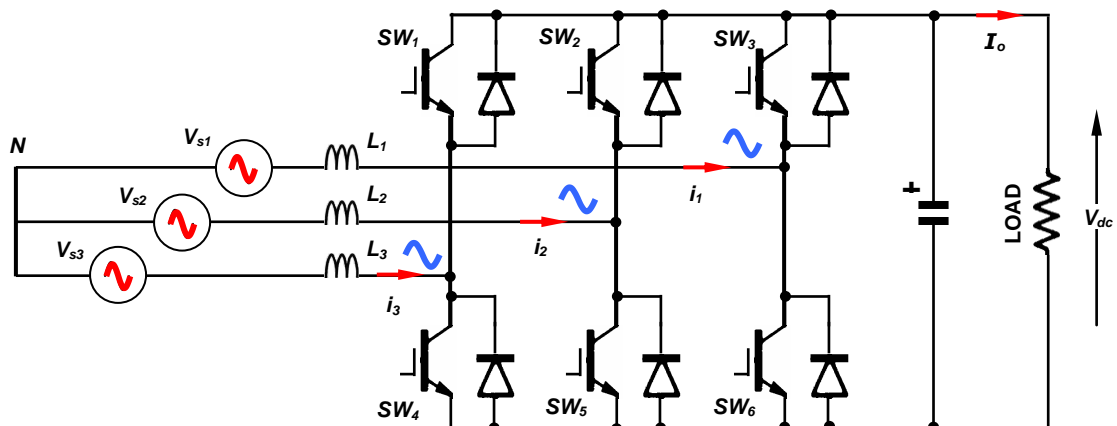 SW1
SW2
SW3
Io
N
Vs1
L1
i1
Vs2
L2
i2
Vs3
L3
i3
+
LOAD
Vdc
SW4
SW5
SW6